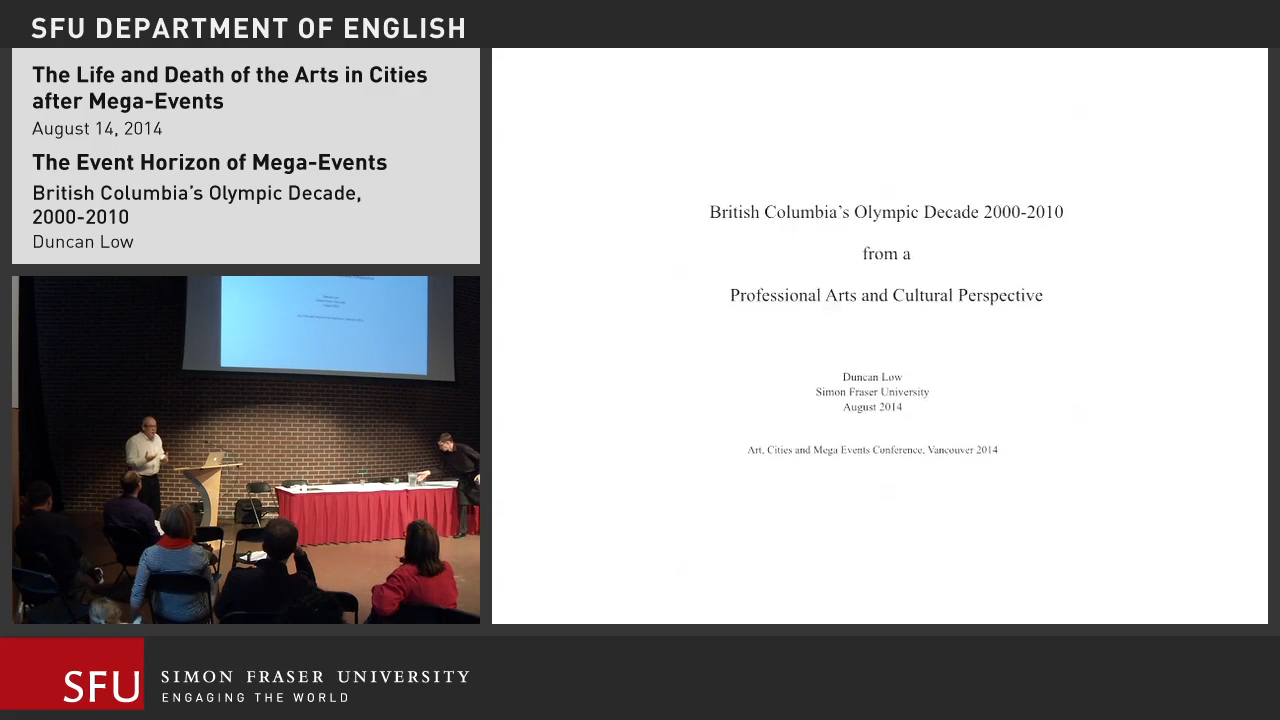 SFU DEPARTMENT OF ENGLISH
The Life and Death of the Arts in Cities
after Mega-Events
August 14, 2014
The Event Horizon of Mega-Events
British Columbia's Olympic Decade,
2000-2010
Duncan Low
British Columbia's Olympic Decade 2000-2010
from a
Professional Arts and Cultural Perspective
Duncan Low
Simon Fraser University
August 2014
Art, Cities and Mega Events Conference, Vancouver 2014
SFU
SIMON FRASER UNIVERSITY
ENGAGING THE WORLD